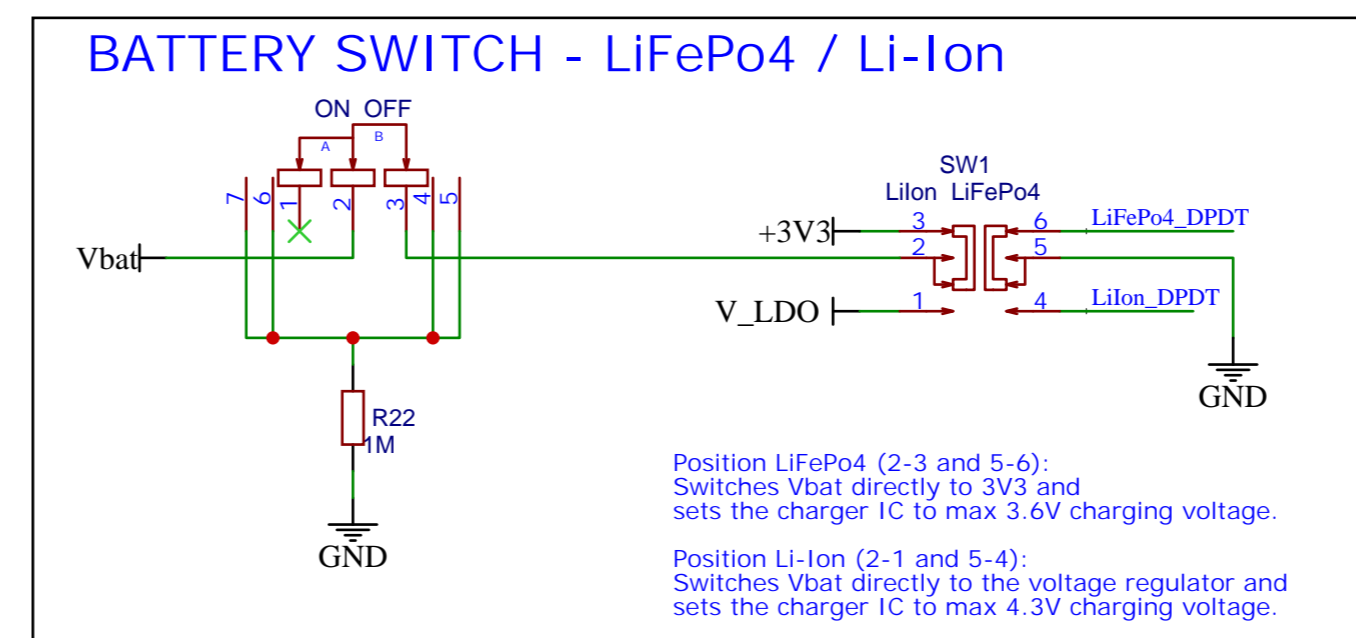 BATTERY SWITCH - LiFePo4 / Li-Ion
ON OFF
A
B
7
6
1
2
3
4
5
Vbat
R22
1M
GND
SW1
LiIon LiFePo4
+3V3
3
2
V_LDO
1
6
LiFePo4_DPDT
5
4
LiIon_DPDT
GND
Position LiFePo4 (2-3 and 5-6):
Switches Vbat directly to 3V3 and
sets the charger IC to max 3.6V charging voltage.
Position Li-Ion (2-1 and 5-4):
Switches Vbat directly to the voltage regulator and
sets the charger IC to max 4.3V charging voltage.